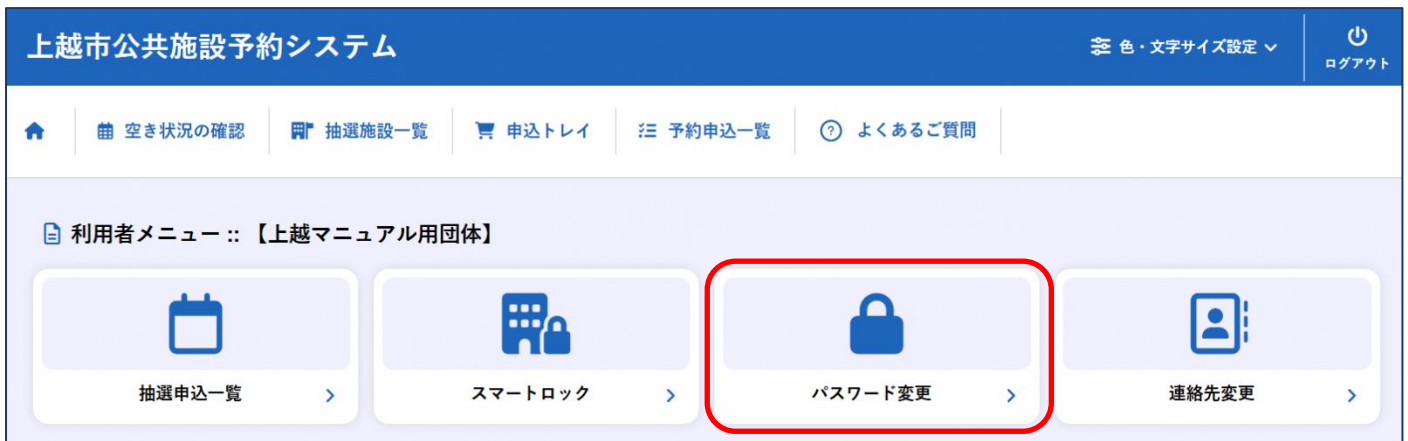 上越市公共施設予約システム
色・文字サイズ設定
ログアウト
空き状況の確認
抽選施設一覧
申込トレイ
予約申込一覧
よくあるご質問
利用者メニュー :: 【上越マニュアル用団体】
抽選申込一覧
スマートロック
パスワード変更
連絡先変更